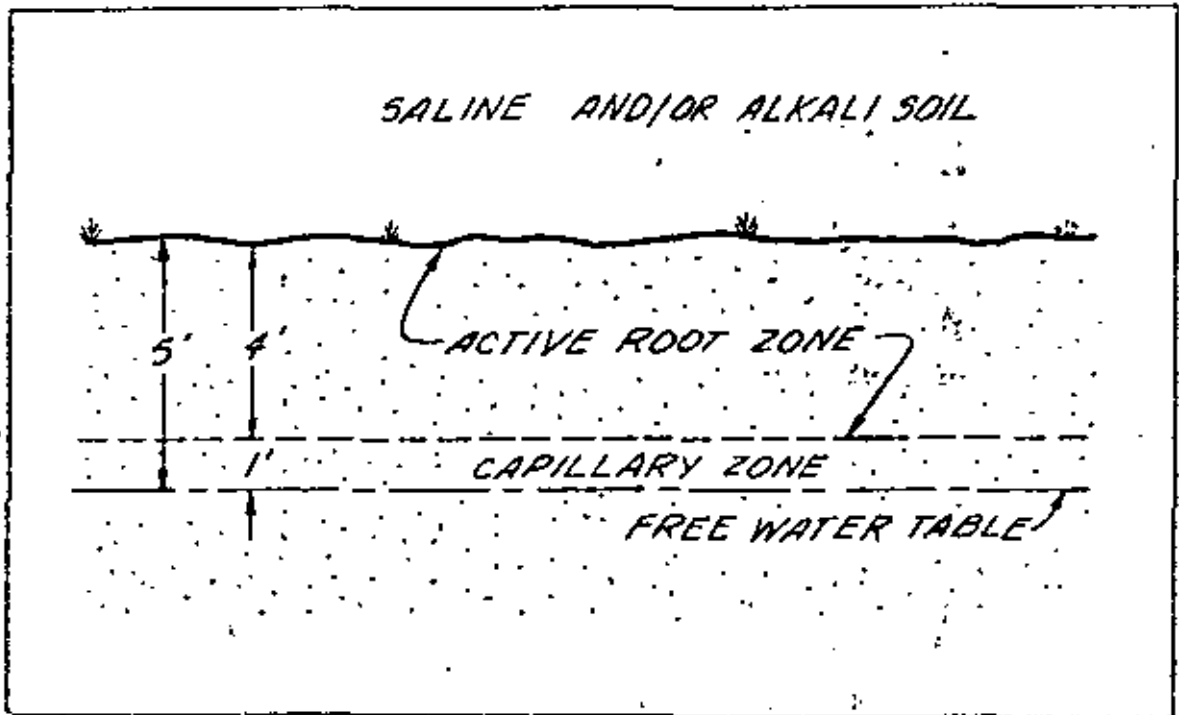 SALINE AND/OR ALKALI SOIL
5'
4'
ACTIVE ROOT ZONE
1'
CAPILLARY ZONE
FREE WATER TABLE